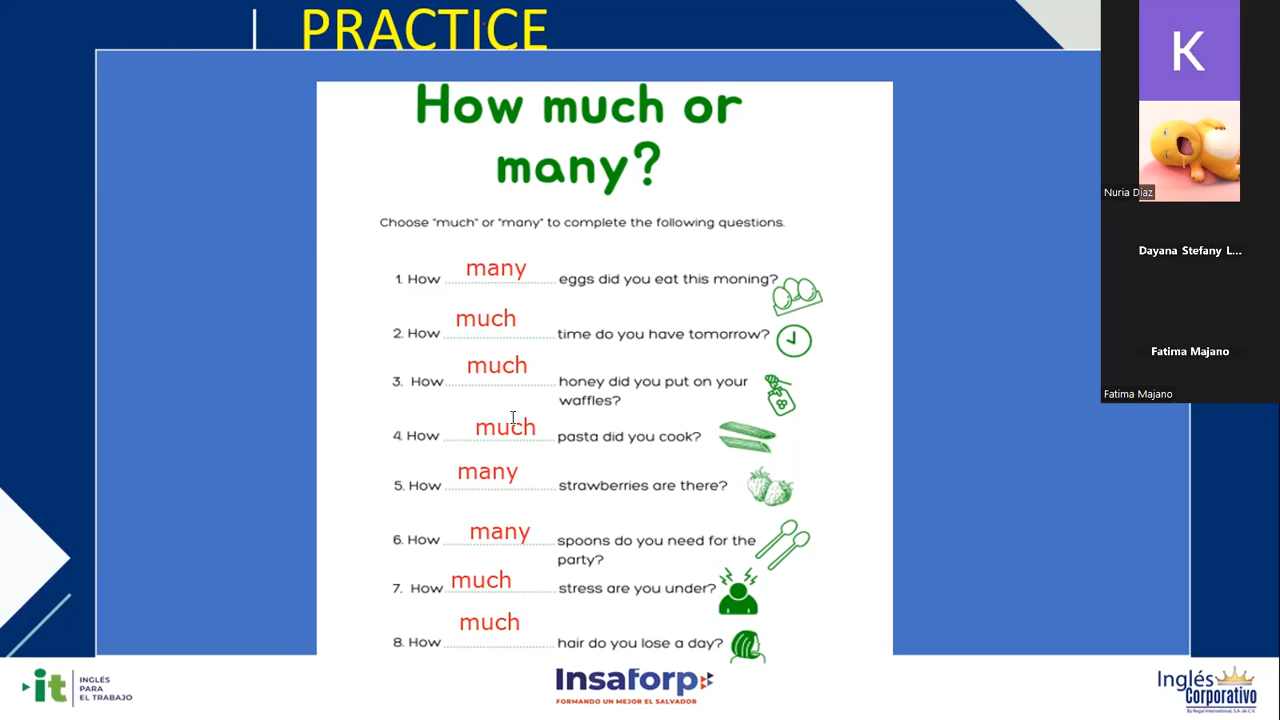 PRACTICE
How much or
many?
Choose "much" or "many" to complete the following questions.
1. How many eggs did you eat this moning?
2. How much time do you have tomorrow?
3. How much honey did you put on your
waffles?
4. How much pasta did you cook?
5. How many strawberries are there?
6. How many spoons do you need for the
party?
7. How much stress are you under?
8. How much hair do you lose a day?
K
Nuria Diaz
Dayana Stefany L...
Fatima Majano
Fatima Majano
it INGLÉS
PARA
EL TRABAJO
Insaforp
FORMANDO UN MEJOR EL SALVADOR
Inglés
Corporativo
By Regal International, S.A. de C.V.